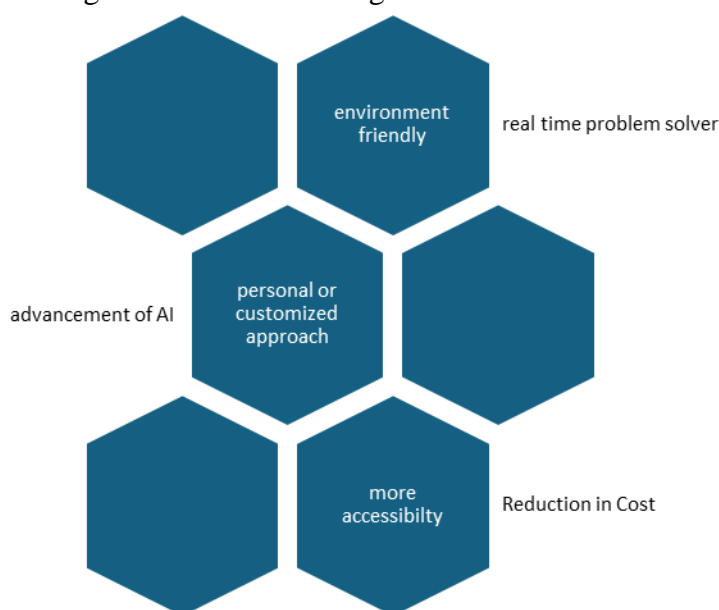 environment
friendly
real time problem solver
advancement of AI
personal or
customized
approach
more
accessibilty
Reduction in Cost